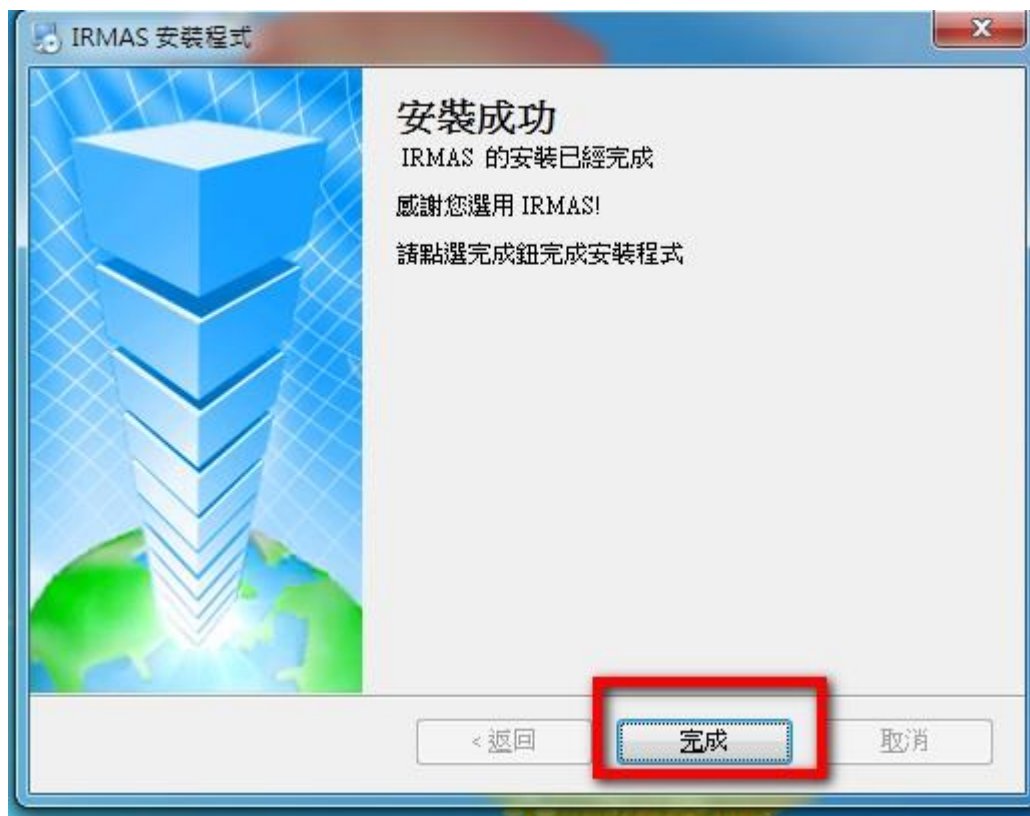 IRMAS 安裝程式
安裝成功
IRMAS 的安裝已經完成
感謝您選用 IRMAS!
請點選完成鈕完成安裝程式
< 返回
完成
取消